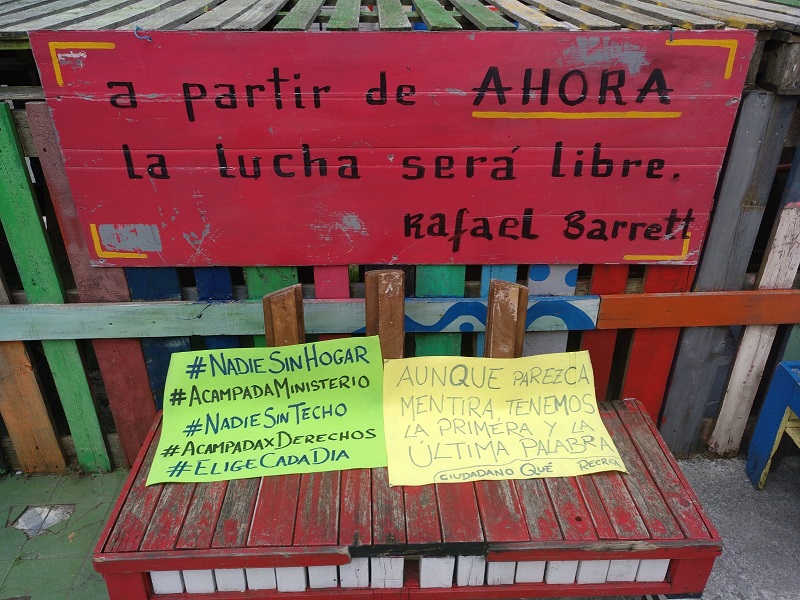 a partir de AHORA
la lucha será libre.
Rafael Barrett
#NADIESINHOGAR
#ACAMPADAMINISTERIO
#NADIESINTECHO
#ACAMPADAXDERECHOS
#ELIGECADADIA
AUNQUE PAREZCA
MENTIRA, TENEMOS
LA PRIMERA Y LA
ÚLTIMA PALABRA
CIUDADANO QUÉ RECREA